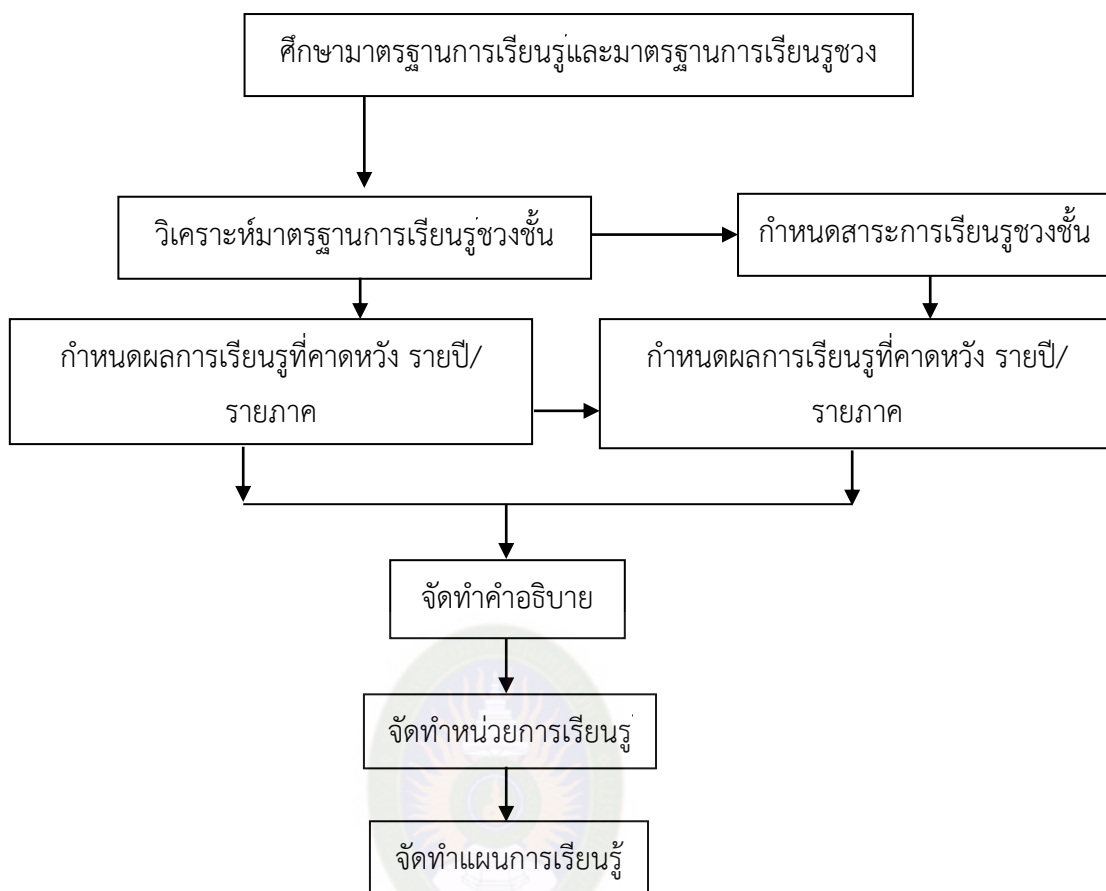 ศึกษามาตรฐานการเรียนรู่และมาตรฐานการเรียนรูชวง
วิเคราะห์มาตรฐานการเรียนรู่ชวงชั้น
กำหนดสาระการเรียนรูชวงชั้น
กำหนดผลการเรียนรูที่คาดหวัง รายปี/
รายภาค
กำหนดผลการเรียนรูที่คาดหวัง รายปี/
รายภาค
จัดทำคำอธิบาย
จัดทำหน่วยการเรียนรู่
จัดทำแผนการเรียนรู้